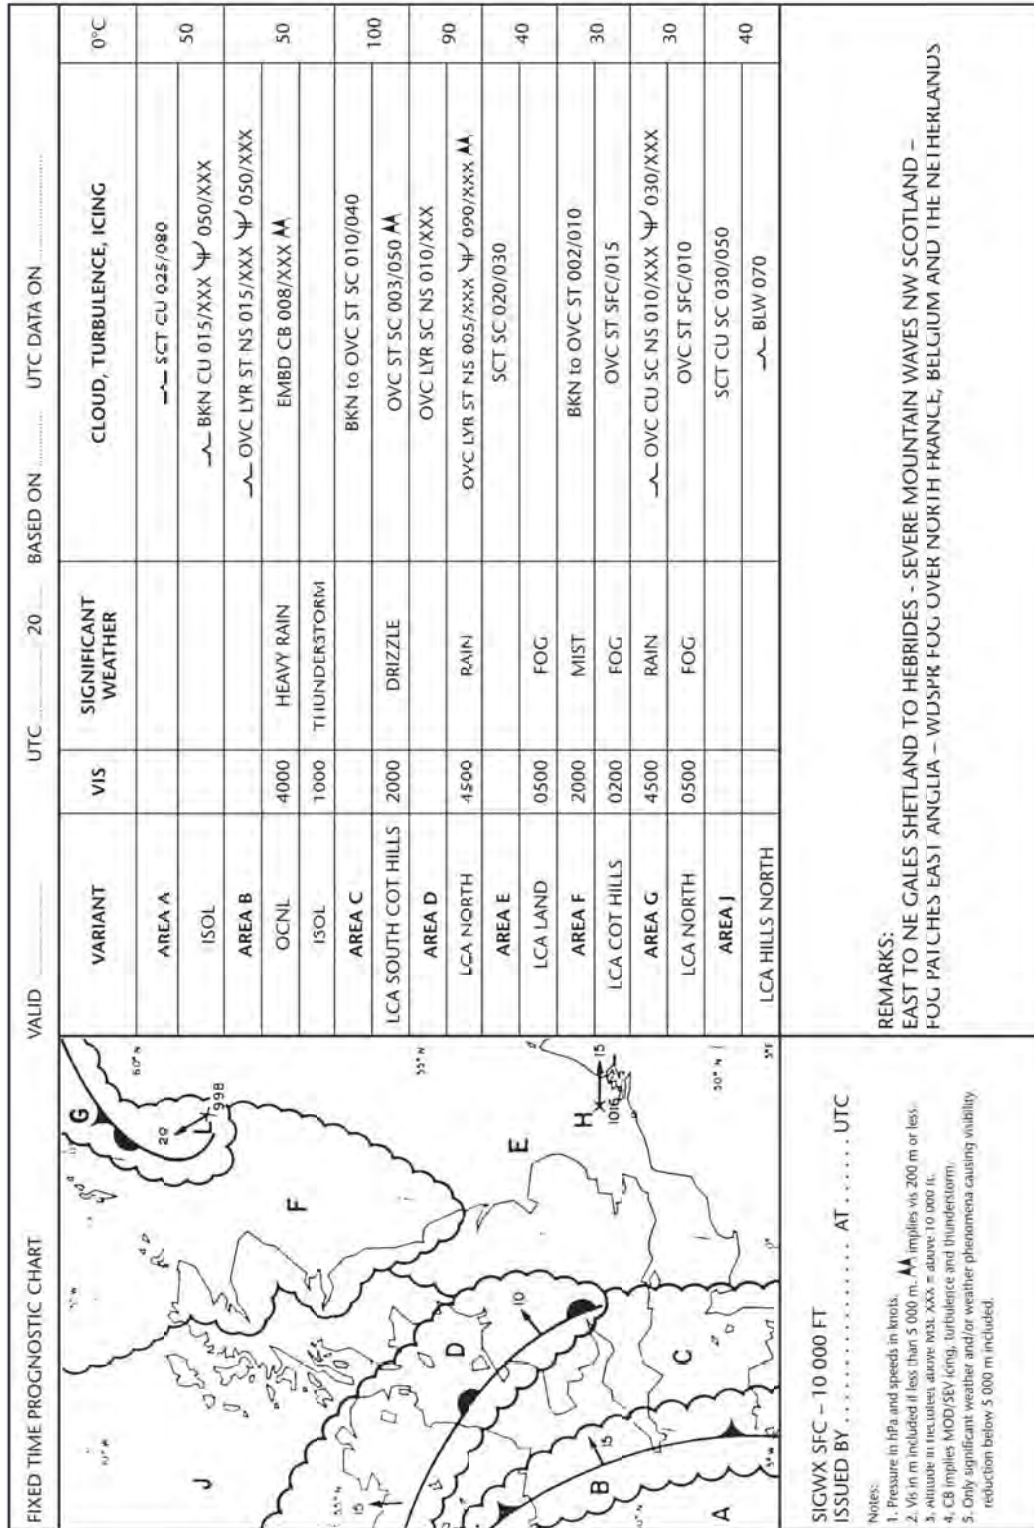 FIXED TIME PROGNOSTIC CHART VALID UTC 20 BASED ON UTC DATA ON
VARIANT VIS SIGNIFICANT WEATHER CLOUD, TURBULENCE, ICING 0°C
AREA A SCT CU 025/080 50
ISOL BKN CU 015/XXX 050/XXX
AREA B OVC LYR ST NS 015/XXX 050/XXX 50
OCNL 4000 HEAVY RAIN EMBD CB 008/XXX
ISOL 1000 THUNDERSTORM
AREA C BKN to OVC ST SC 010/040 100
LCA SOUTH COT HILLS 2000 DRIZZLE OVC ST SC 003/050
AREA D OVC LYR SC NS 010/XXX 90
LCA NORTH 4500 RAIN OVC LYR ST NS 005/XXX 090/XXX
AREA E SCT SC 020/030 40
LCA LAND 0500 FOG
AREA F 2000 MIST BKN to OVC ST 002/010 30
LCA COT HILLS 0200 FOG OVC ST SFC/015
AREA G 4500 RAIN OVC CU SC NS 010/XXX 030/XXX 30
LCA NORTH 0500 FOG OVC ST SFC/010
AREA J SCT CU SC 030/050 40
LCA HILLS NORTH BLW 070
G
60° N
20
L
998
F
55° N
E
H
15
1016
50° N
0°
J
D
10
C
15
B
15
A
SIGWX SFC – 10 000 FT
ISSUED BY . . . . . . . . . . . . . . AT . . . . . . UTC
Notes:
1. Pressure in hPa and speeds in knots.
2. Vis in m included if less than 5 000 m. implies vis 200 m or less.
3. Altitude in hectofeet above MSL XXX = above 10 000 ft.
4. CB implies MOD/SEV icing, turbulence and thunderstorm.
5. Only significant weather and/or weather phenomena causing visibility
reduction below 5 000 m included.
REMARKS:
EAST TO NE GALES SHETLAND TO HEBRIDES - SEVERE MOUNTAIN WAVES NW SCOTLAND –
FOG PATCHES EAST ANGLIA – WDSPR FOG OVER NORTH FRANCE, BELGIUM AND THE NETHERLANDS